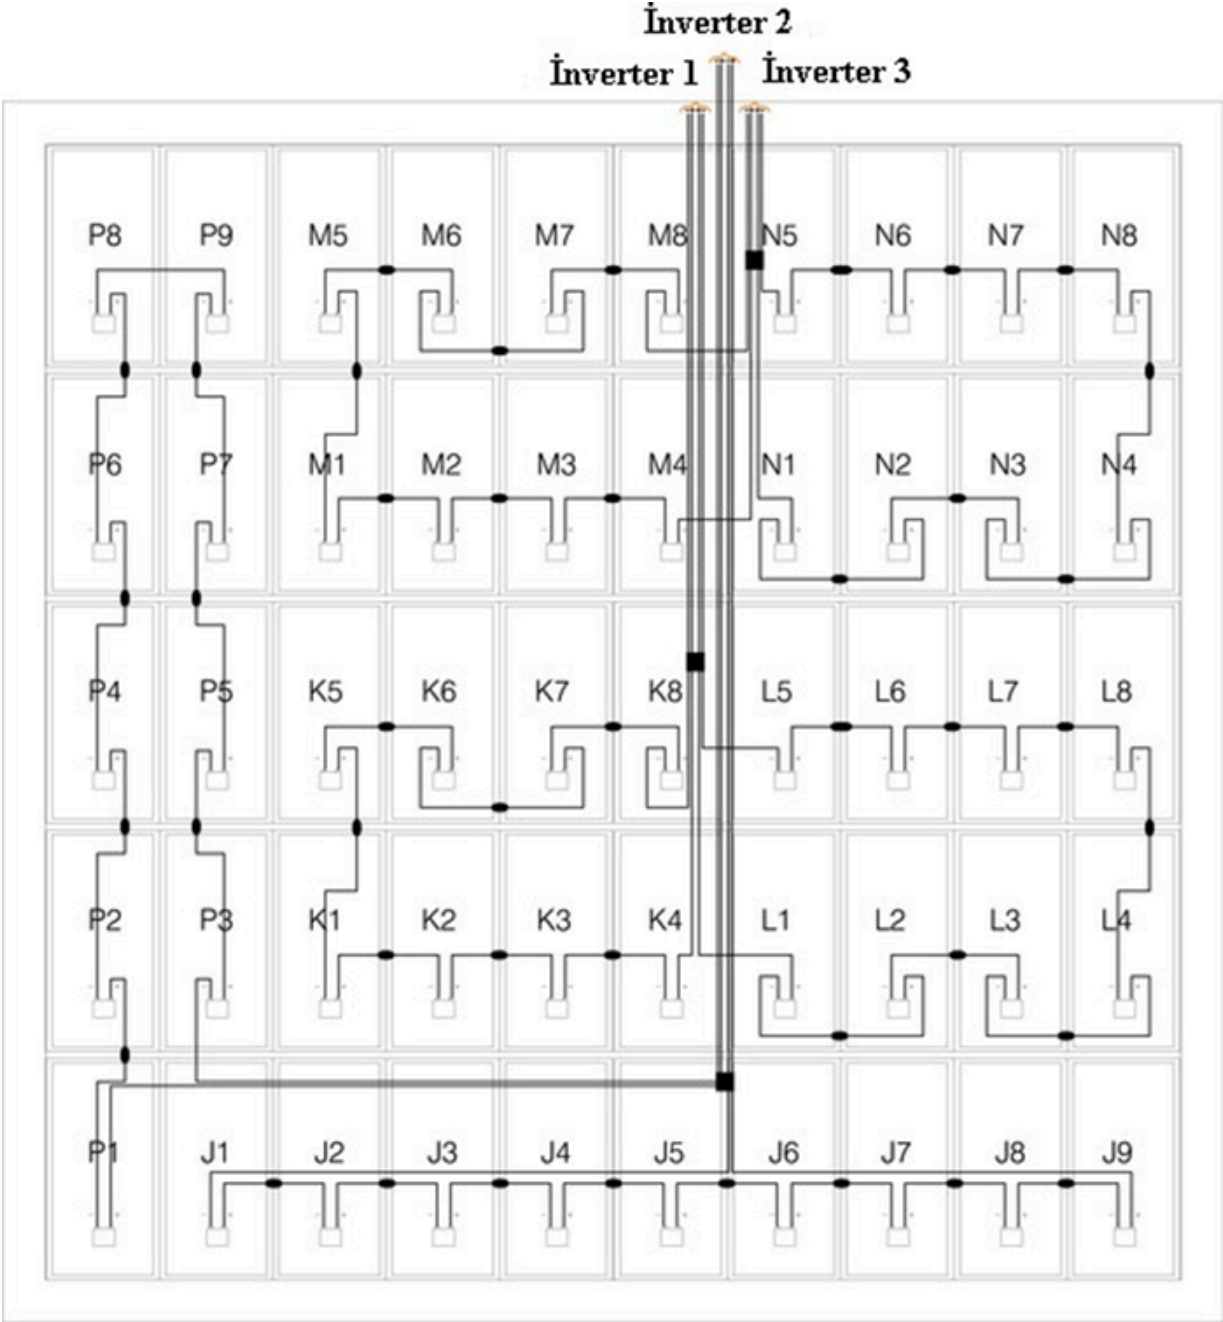 İnverter 2
İnverter 1 İnverter 3
P8 P9 M5 M6 M7 M8 N5 N6 N7 N8
P6 P7 M1 M2 M3 M4 N1 N2 N3 N4
P4 P5 K5 K6 K7 K8 L5 L6 L7 L8
P2 P3 K1 K2 K3 K4 L1 L2 L3 L4
P1 J1 J2 J3 J4 J5 J6 J7 J8 J9